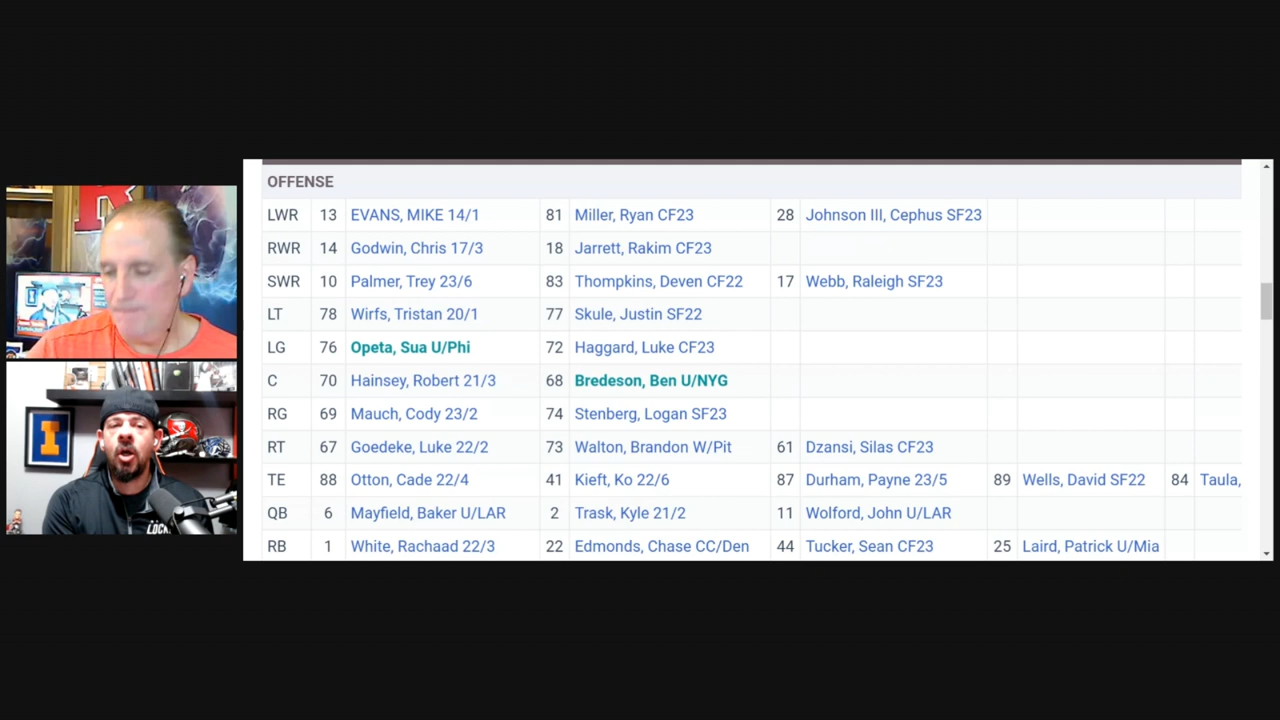 OFFENSE
LWR 13 EVANS, MIKE 14/1 81 Miller, Ryan CF23 28 Johnson III, Cephus SF23
RWR 14 Godwin, Chris 17/3 18 Jarrett, Rakim CF23
SWR 10 Palmer, Trey 23/6 83 Thompkins, Deven CF22 17 Webb, Raleigh SF23
LT 78 Wirfs, Tristan 20/1 77 Skule, Justin SF22
LG 76 Opeta, Sua U/Phi 72 Haggard, Luke CF23
C 70 Hainsey, Robert 21/3 68 Bredeson, Ben U/NYG
RG 69 Mauch, Cody 23/2 74 Stenberg, Logan SF23
RT 67 Goedeke, Luke 22/2 73 Walton, Brandon W/Pit 61 Dzansi, Silas CF23
TE 88 Otton, Cade 22/4 41 Kieft, Ko 22/6 87 Durham, Payne 23/5 89 Wells, David SF22 84 Taula,
QB 6 Mayfield, Baker U/LAR 2 Trask, Kyle 21/2 11 Wolford, John U/LAR
RB 1 White, Rachaad 22/3 22 Edmonds, Chase CC/Den 44 Tucker, Sean CF23 25 Laird, Patrick U/Mia
R
I
LOCK